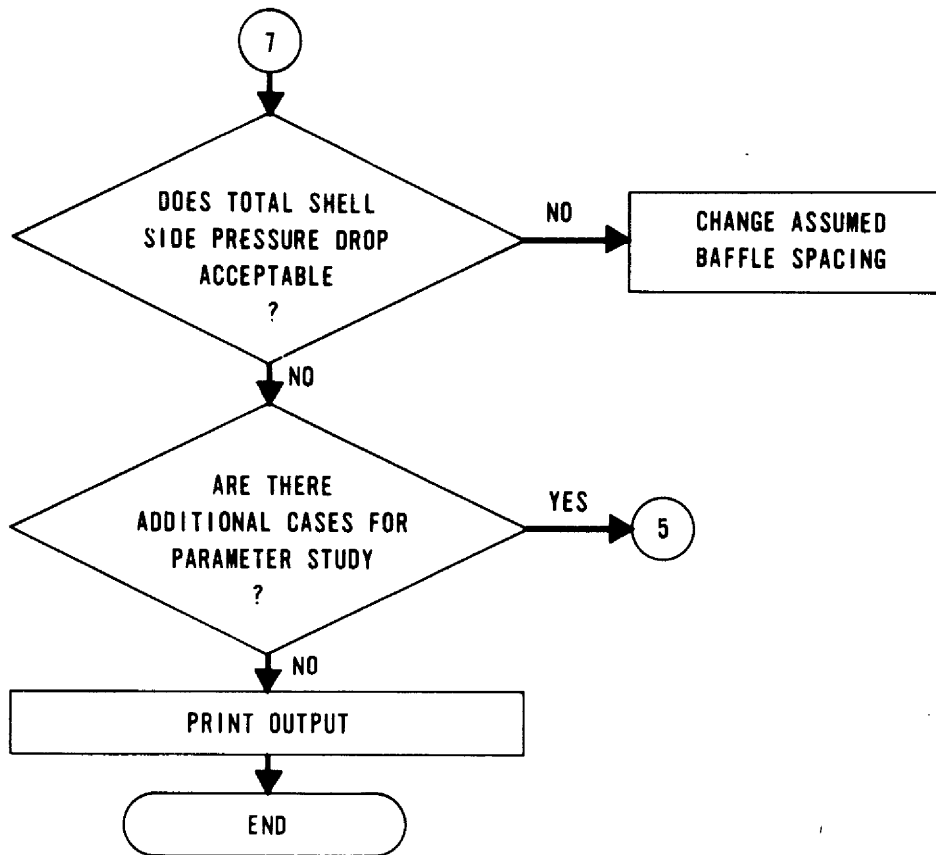 7
DOES TOTAL SHELL
SIDE PRESSURE DROP
ACCEPTABLE
?
NO
CHANGE ASSUMED
BAFFLE SPACING
NO
ARE THERE
ADDITIONAL CASES FOR
PARAMETER STUDY
?
YES
5
NO
PRINT OUTPUT
END